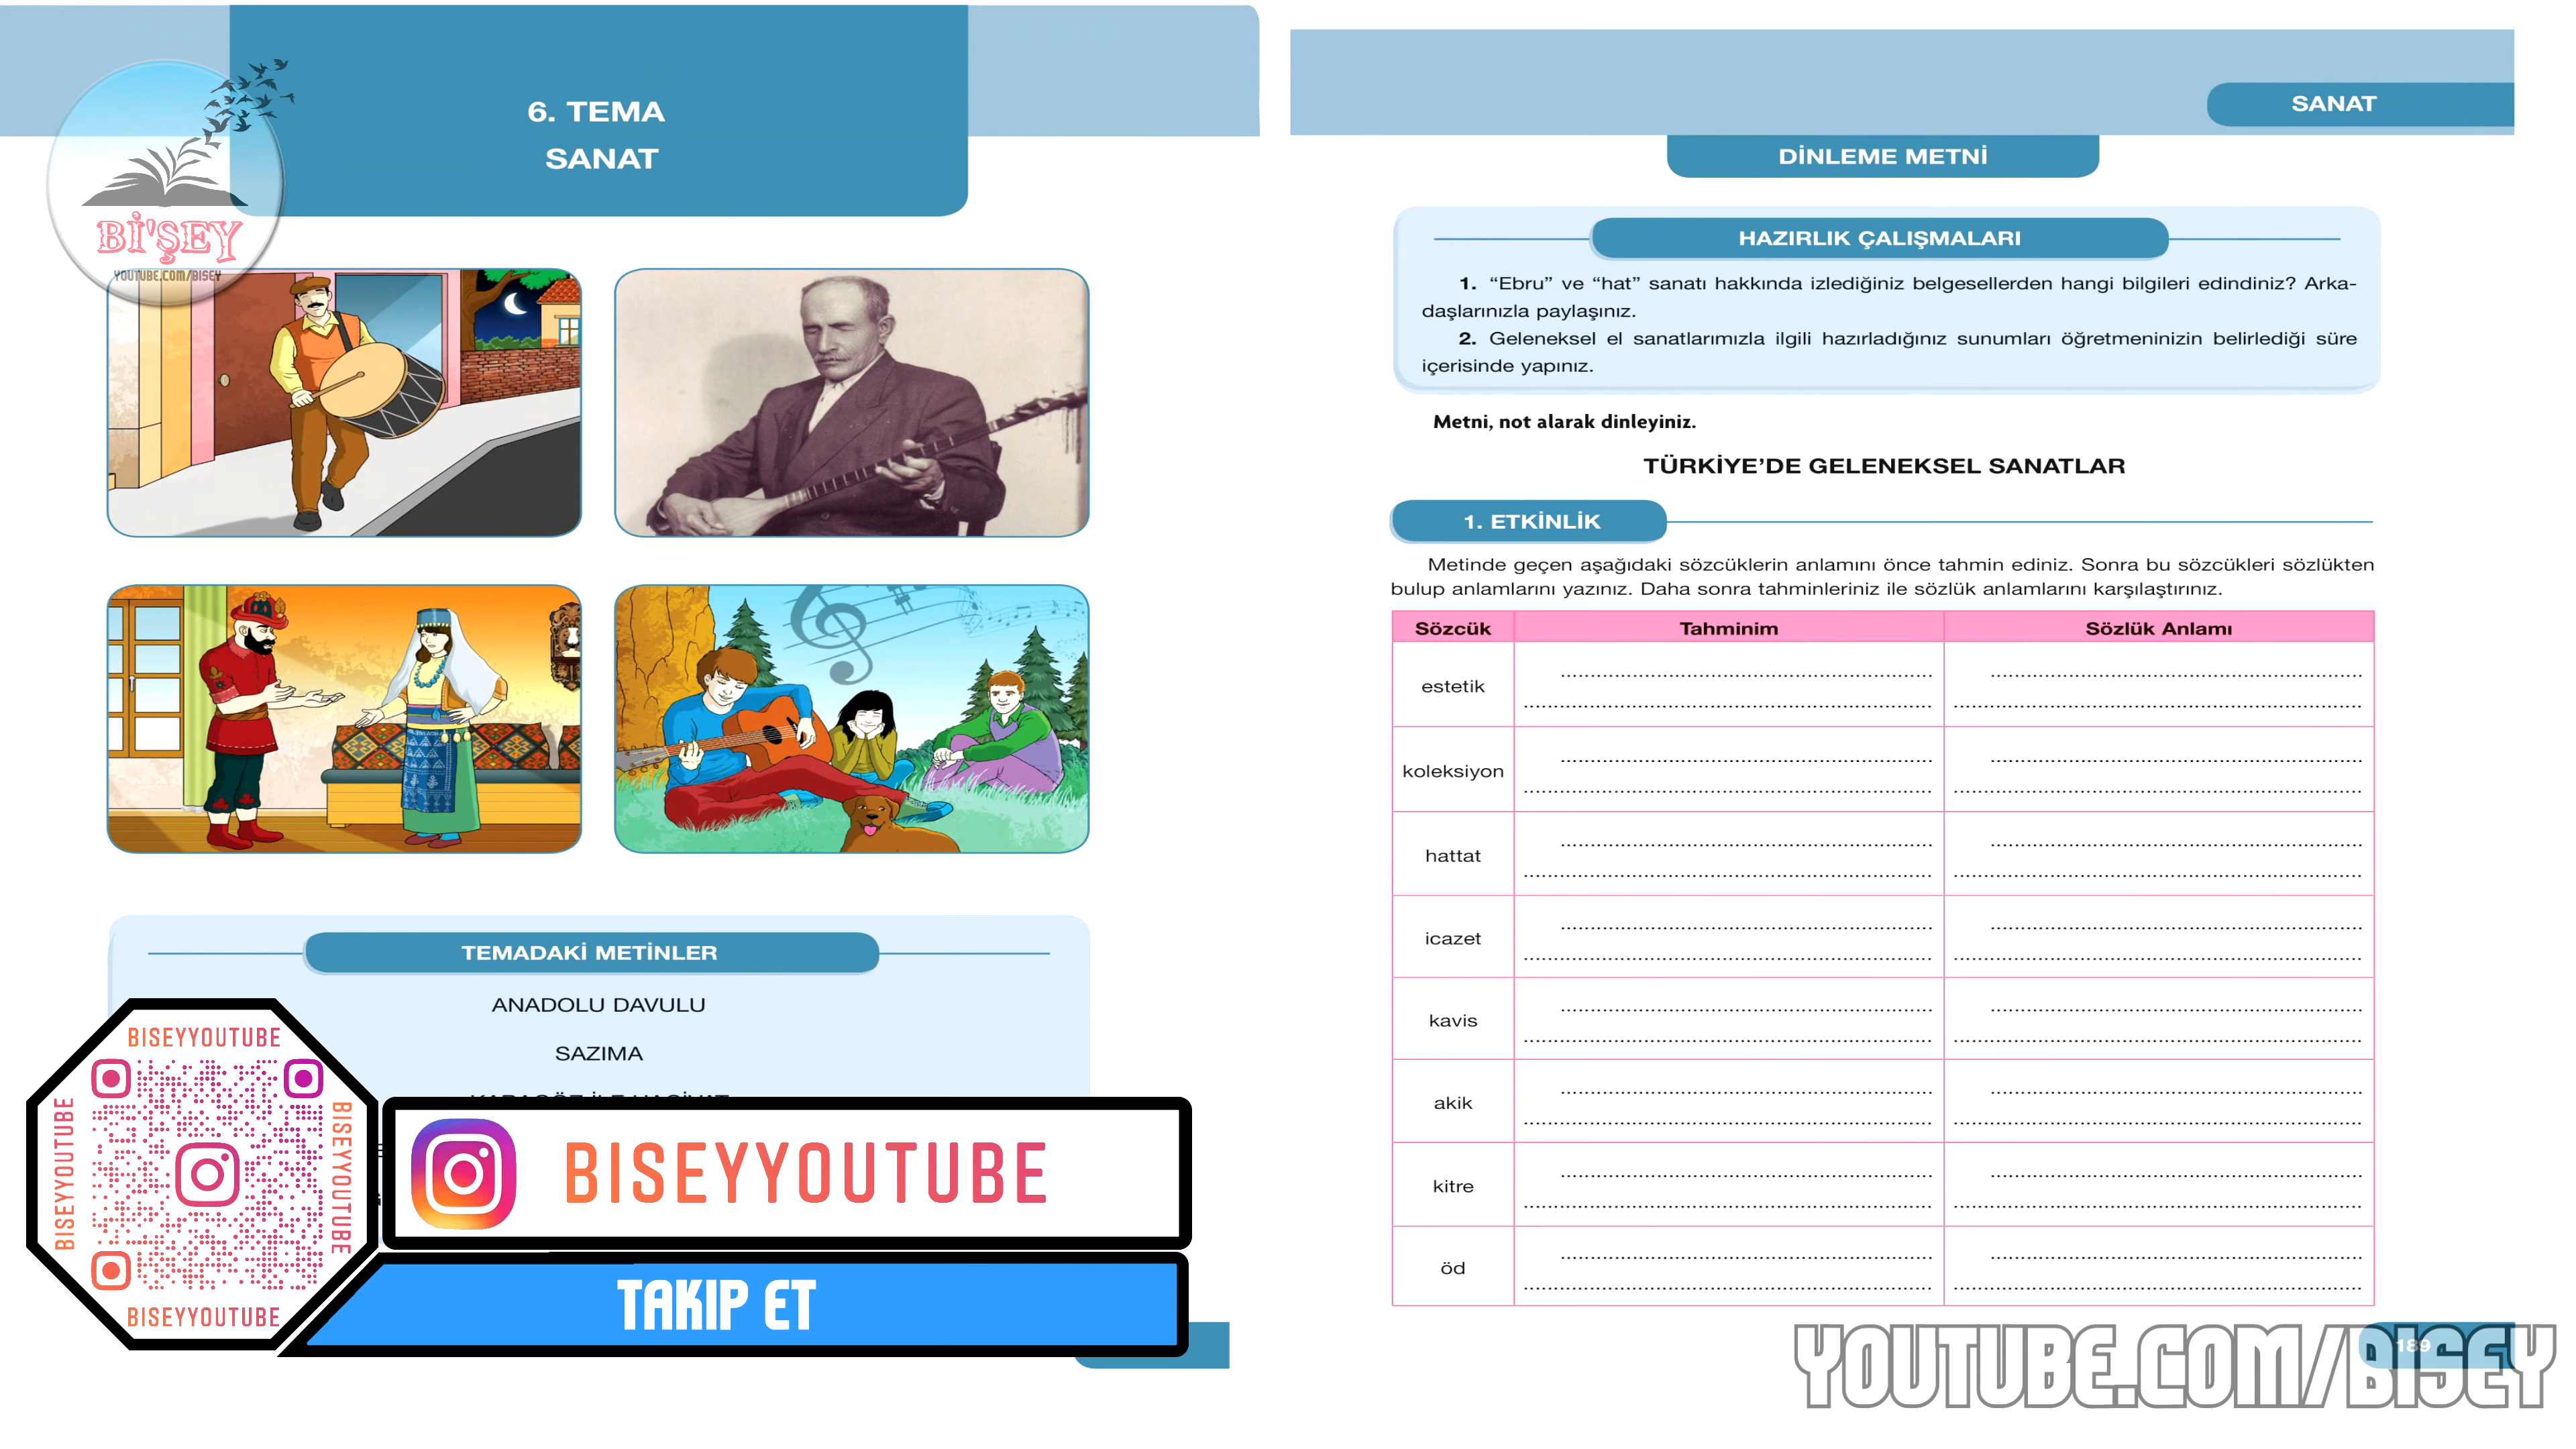 6. TEMA
SANAT
Bİ'ŞEY
YOUTUBE.COM/BISEY
TEMADAKİ METİNLER
ANADOLU DAVULU
SAZIMA
BISEYYOUTUBE
BISEYYOUTUBE
BISEYYOUTUBE
BISEYYOUTUBE
BISEYYOUTUBE
TAKIP ET
SANAT
DİNLEME METNİ
HAZIRLIK ÇALIŞMALARI
1. “Ebru” ve “hat” sanatı hakkında izlediğiniz belgesellerden hangi bilgileri edindiniz? Arka-
daşlarınızla paylaşınız.
2. Geleneksel el sanatlarımızla ilgili hazırladığınız sunumları öğretmeninizin belirlediği süre
içerisinde yapınız.
Metni, not alarak dinleyiniz.
TÜRKİYE’DE GELENEKSEL SANATLAR
1. ETKİNLİK
Metinde geçen aşağıdaki sözcüklerin anlamını önce tahmin ediniz. Sonra bu sözcükleri sözlükten
bulup anlamlarını yazınız. Daha sonra tahminleriniz ile sözlük anlamlarını karşılaştırınız.
Sözcük Tahminim Sözlük Anlamı
estetik
koleksiyon
hattat
icazet
kavis
akik
kitre
öd
189
YOUTUBE.COM/BISEY